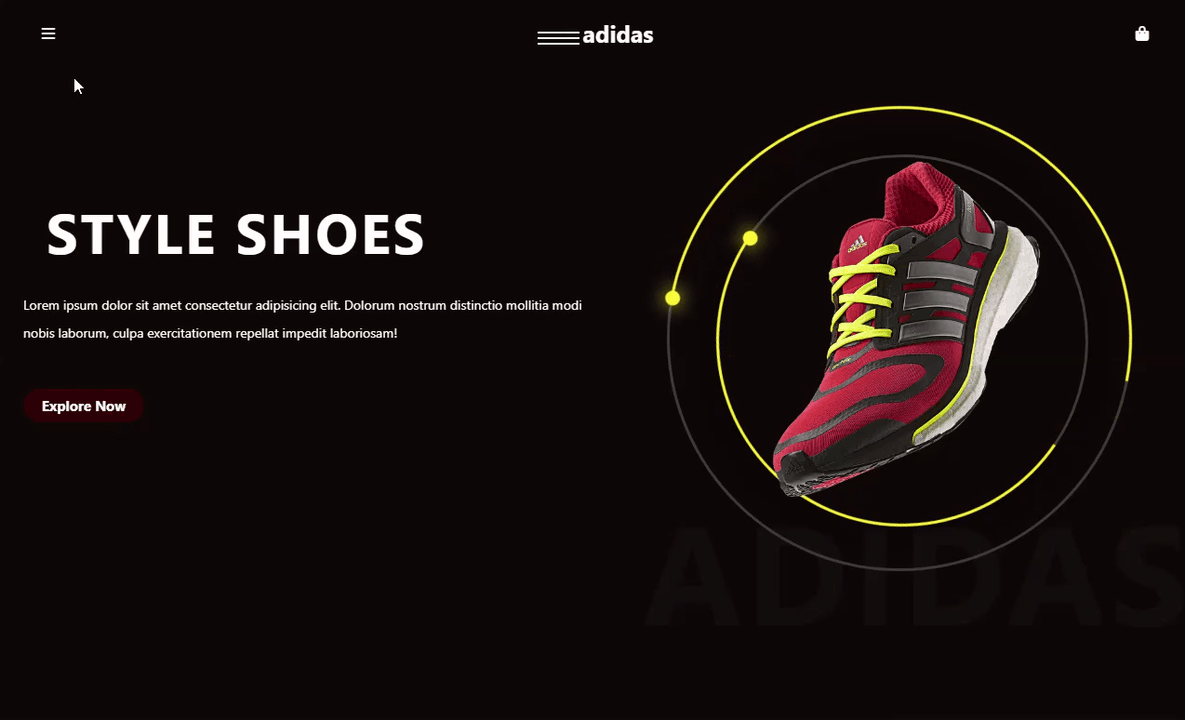 adidas
STYLE SHOES
Lorem ipsum dolor sit amet consectetur adipisicing elit. Dolorum nostrum distinctio mollitia modi
nobis laborum, culpa exercitationem repellat impedit laboriosam!
Explore Now
adidas
ADIDAS